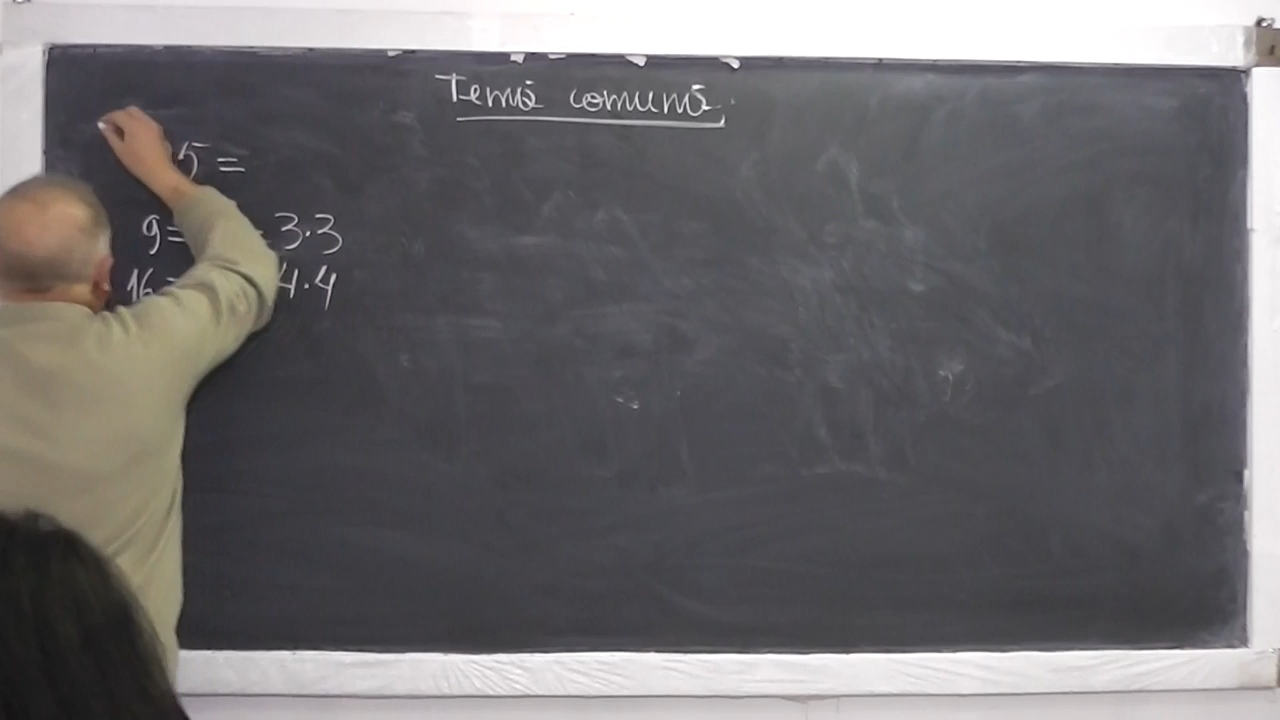 Temă comună
5 =
9 = 3·3
16 = 4·4